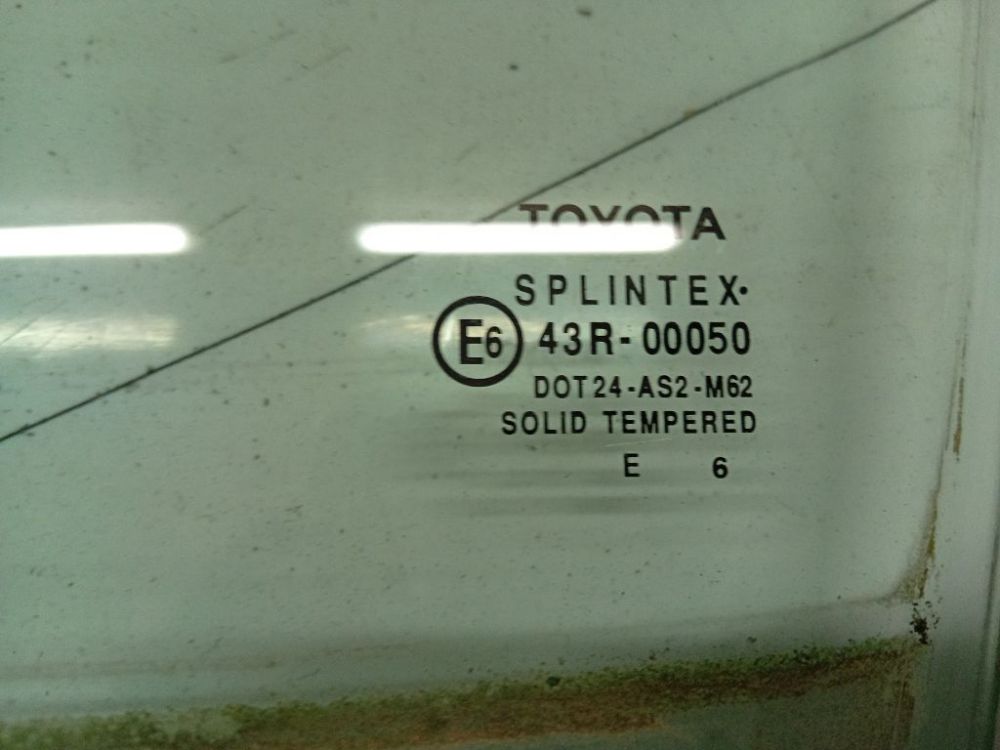 TOYOTA
SPLINTEX·
E6 43R-00050
DOT24-AS2-M62
SOLID TEMPERED
E 6